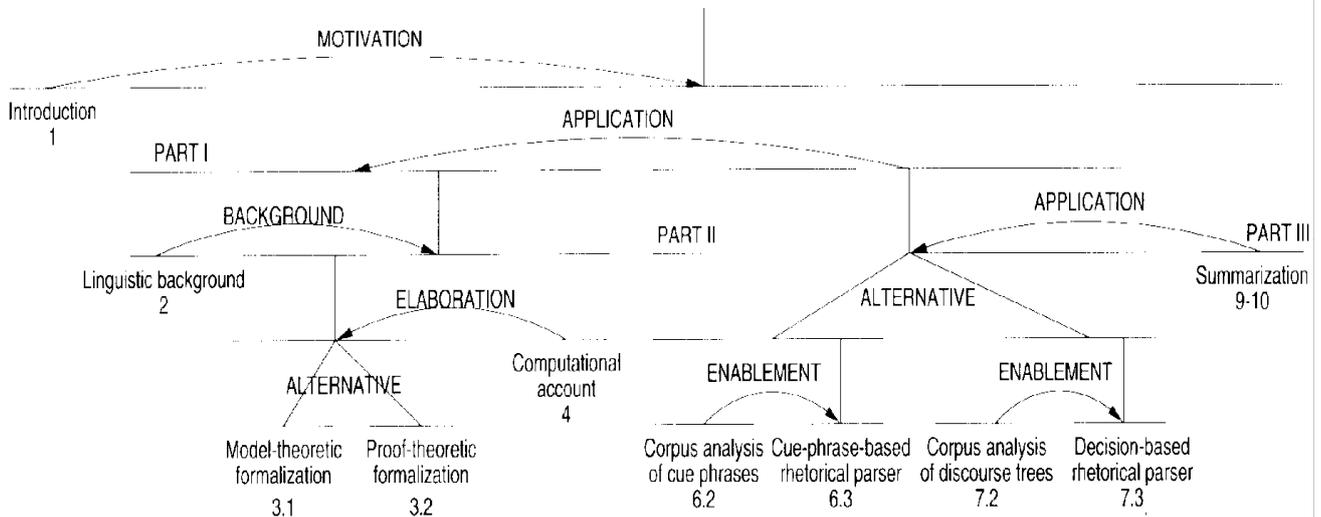 MOTIVATION
Introduction
1
APPLICATION
PART I
APPLICATION
BACKGROUND
PART II
PART III
Linguistic background
2
Summarization
9-10
ELABORATION
ALTERNATIVE
Computational
account
4
ALTERNATIVE
ENABLEMENT
ENABLEMENT
Model-theoretic
formalization
3.1
Proof-theoretic
formalization
3.2
Corpus analysis
of cue phrases
6.2
Cue-phrase-based
rhetorical parser
6.3
Corpus analysis
of discourse trees
7.2
Decision-based
rhetorical parser
7.3